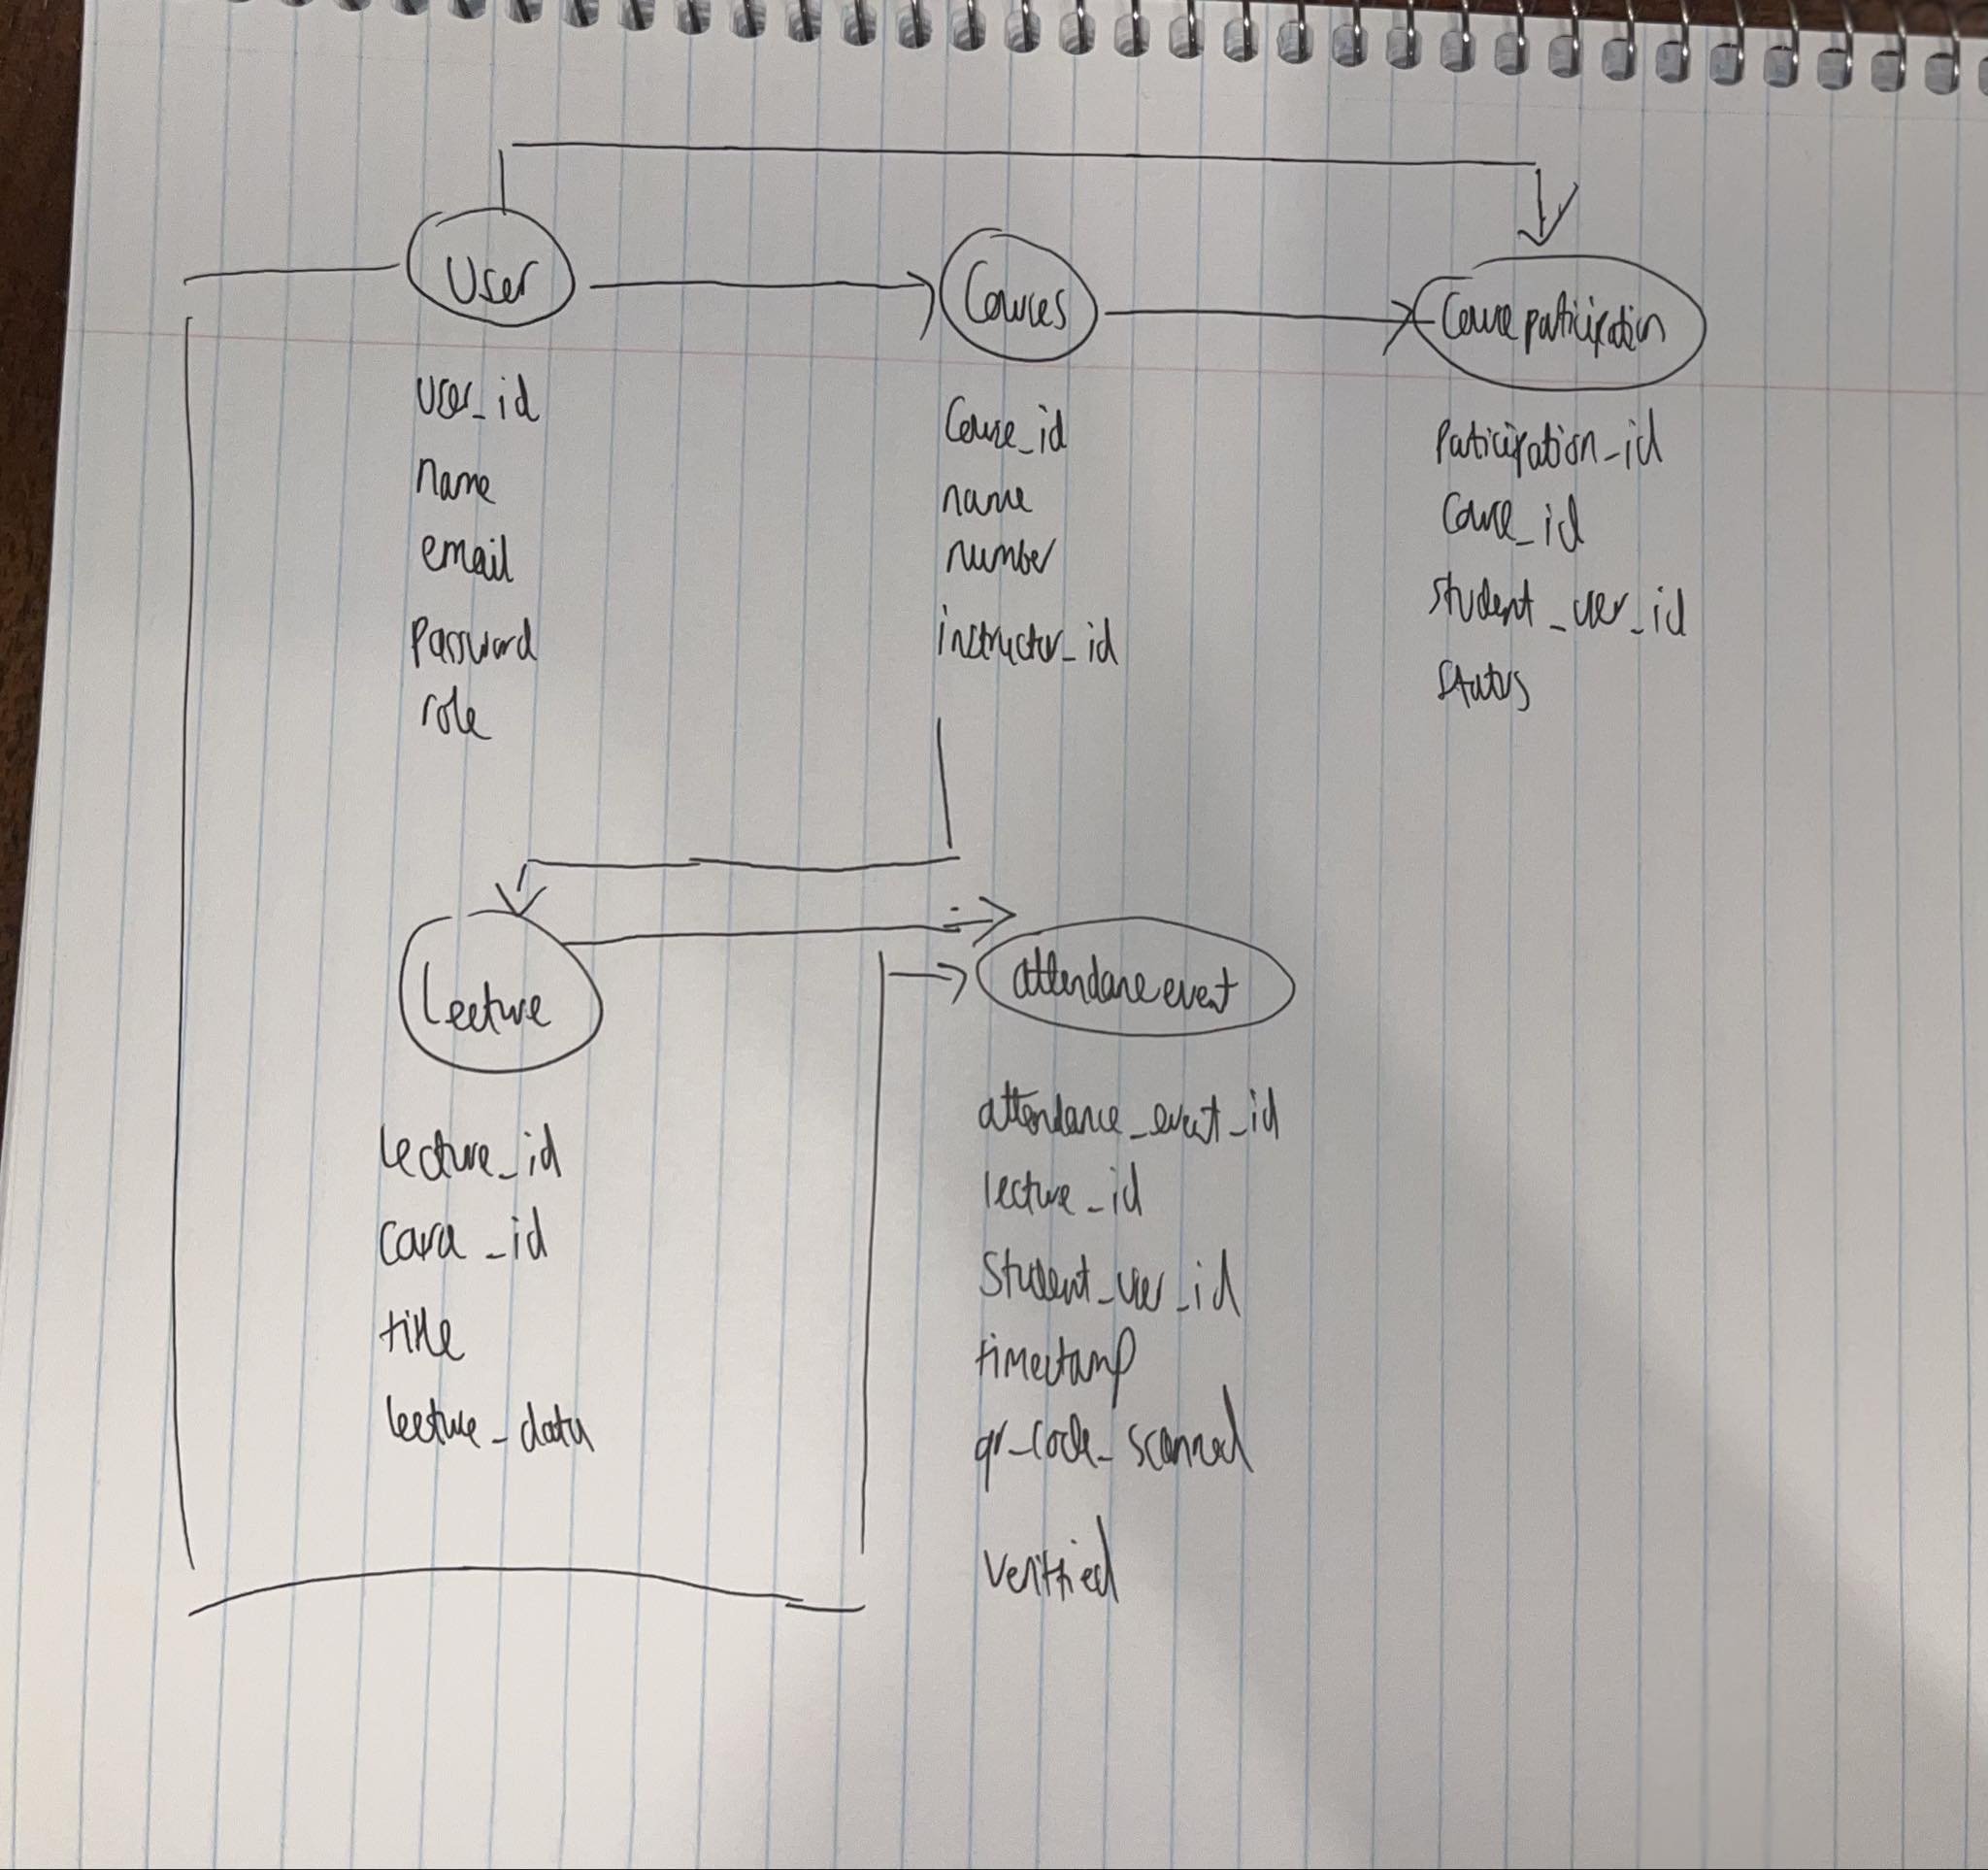 User
user_id
name
email
password
role
Courses
Course_id
name
number
instructor_id
Course participation
Participation_id
Course_id
student_user_id
status
Lecture
lecture_id
course_id
title
lecture_data
attendance event
attendance_event_id
lecture_id
Student_user_id
timestamp
qr_code_scanned
Verified